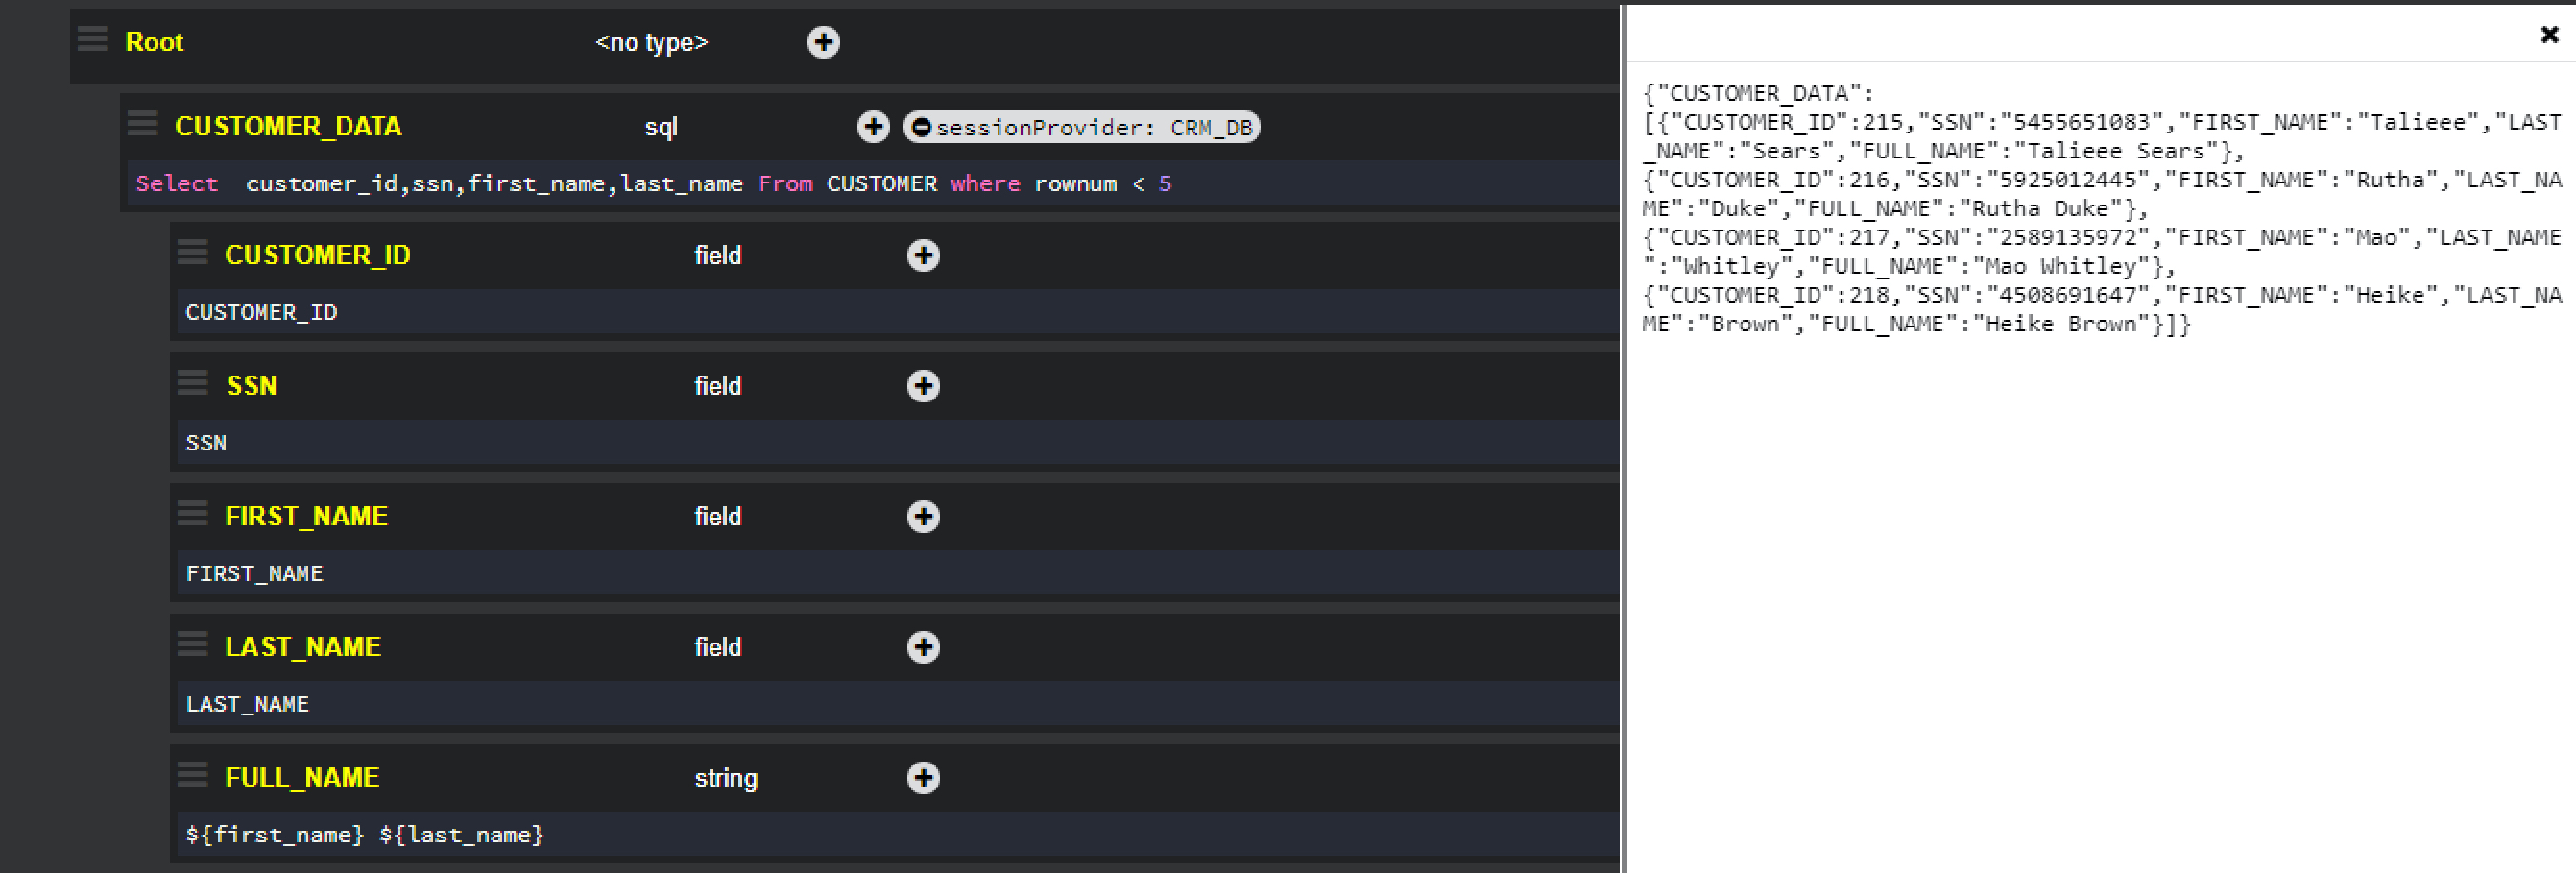 Root <no type>
CUSTOMER_DATA sql sessionProvider: CRM_DB
Select  customer_id,ssn,first_name,last_name From CUSTOMER where rownum < 5
CUSTOMER_ID field
CUSTOMER_ID
SSN field
SSN
FIRST_NAME field
FIRST_NAME
LAST_NAME field
LAST_NAME
FULL_NAME string
${first_name} ${last_name}
{"CUSTOMER_DATA":
[{"CUSTOMER_ID":215,"SSN":"5455651083","FIRST_NAME":"Talieee","LAST
_NAME":"Sears","FULL_NAME":"Talieee Sears"},
{"CUSTOMER_ID":216,"SSN":"5925012445","FIRST_NAME":"Rutha","LAST_NA
ME":"Duke","FULL_NAME":"Rutha Duke"},
{"CUSTOMER_ID":217,"SSN":"2589135972","FIRST_NAME":"Mao","LAST_NAME
":"Whitley","FULL_NAME":"Mao Whitley"},
{"CUSTOMER_ID":218,"SSN":"4508691647","FIRST_NAME":"Heike","LAST_NA
ME":"Brown","FULL_NAME":"Heike Brown"}]}